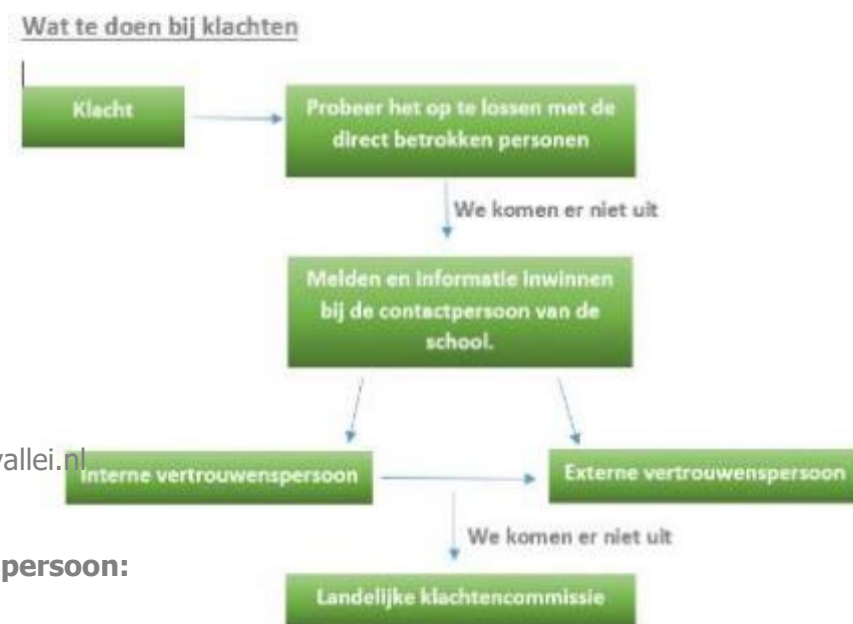 Wat te doen bij klachten
Klacht
Probeer het op te lossen met de
direct betrokken personen
We komen er niet uit
Melden en informatie inwinnen
bij de contactpersoon van de
school.
vallei.nl
Interne vertrouwenspersoon
Externe vertrouwenspersoon
We komen er niet uit
persoon:
Landelijke klachtencommissie